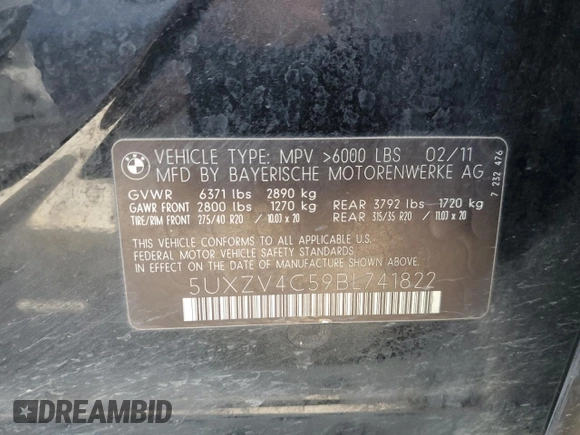 BMW
VEHICLE TYPE: MPV >6000 LBS 02/11
MFD BY BAYERISCHE MOTORENWERKE AG
GVWR 6371 lbs 2890 kg
GAWR FRONT 2800 lbs 1270 kg REAR 3792 lbs 1720 kg
TIRE/RIM FRONT 275/40 R20 / 10.0J x 20 REAR 315/35 R20 / 11.0J x 20
THIS VEHICLE CONFORMS TO ALL APPLICABLE U.S.
FEDERAL MOTOR VEHICLE SAFETY STANDARDS
IN EFFECT ON THE DATE OF MANUFACTURE SHOWN ABOVE.
5UXZV4C59BL741822
7 232 476
DREAMBID